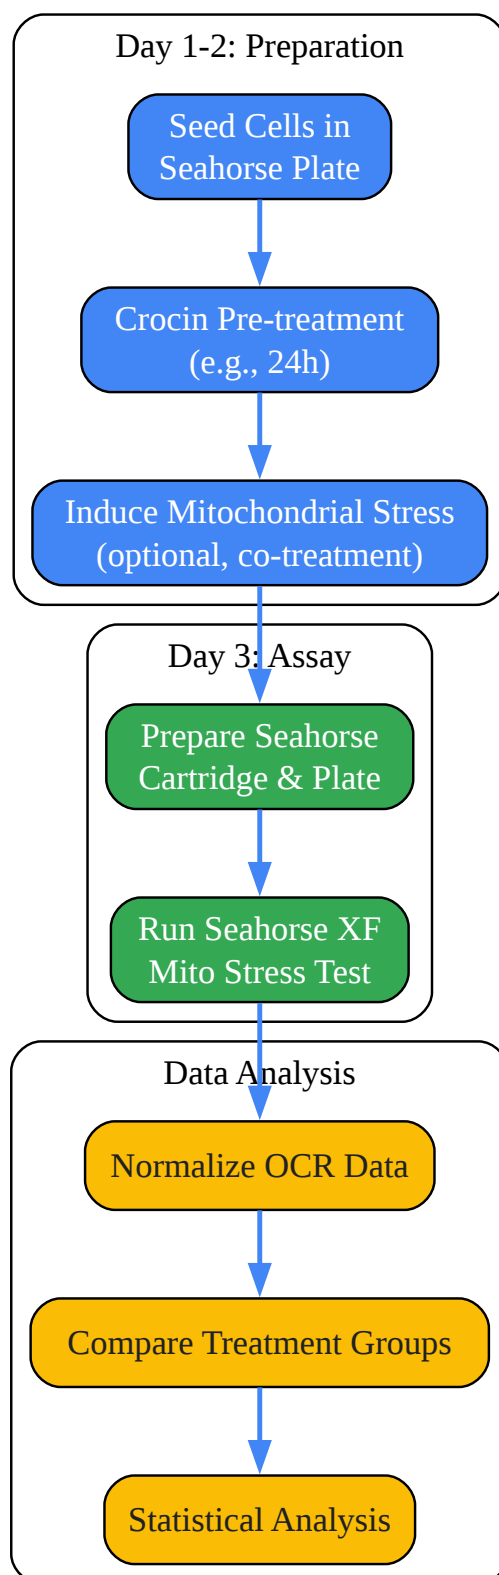 Day 1-2: Preparation
Seed Cells in
Seahorse Plate
Crocin Pre-treatment
(e.g., 24h)
Induce Mitochondrial Stress
(optional, co-treatment)
Day 3: Assay
Prepare Seahorse
Cartridge & Plate
Run Seahorse XF
Mito Stress Test
Data Analysis
Normalize OCR Data
Compare Treatment Groups
Statistical Analysis